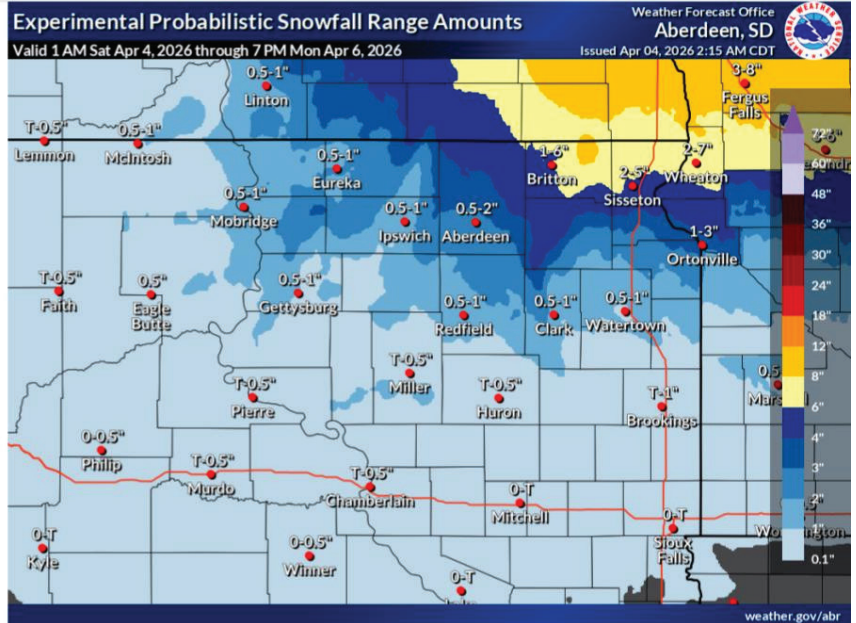 Experimental Probabilistic Snowfall Range Amounts
Valid 1 AM Sat Apr 4, 2026 through 7 PM Mon Apr 6, 2026
Weather Forecast Office
Aberdeen, SD
Issued Apr 04, 2026 2:15 AM CDT
NATIONAL WEATHER SERVICE
0.5-1"
Linton
3-8"
Fergus
Falls
T-0.5"
Lemmon
0.5-1"
McIntosh
0.5-1"
Eureka
1-6"
Britton
2-5"
Sisseton
2-7"
Wheaton
0.5-1"
Mobridge
0.5-1"
Ipswich
0.5-2"
Aberdeen
1-3"
Ortonville
T-0.5"
Faith
0.5"
Eagle
Butte
0.5-1"
Gettysburg
0.5-1"
Redfield
0.5-1"
Clark
0.5-1"
Watertown
T-0.5"
Pierre
T-0.5"
Miller
T-0.5"
Huron
T-1"
Brookings
0-0.5"
Philip
T-0.5"
Murdo
T-0.5"
Chamberlain
0-T
Mitchell
0-T
Sioux
Falls
0-T
Kyle
0-0.5"
Winner
0-T
72"
60"
48"
36"
30"
24"
18"
12"
8"
6"
4"
3"
2"
1"
0.1"
weather.gov/abr